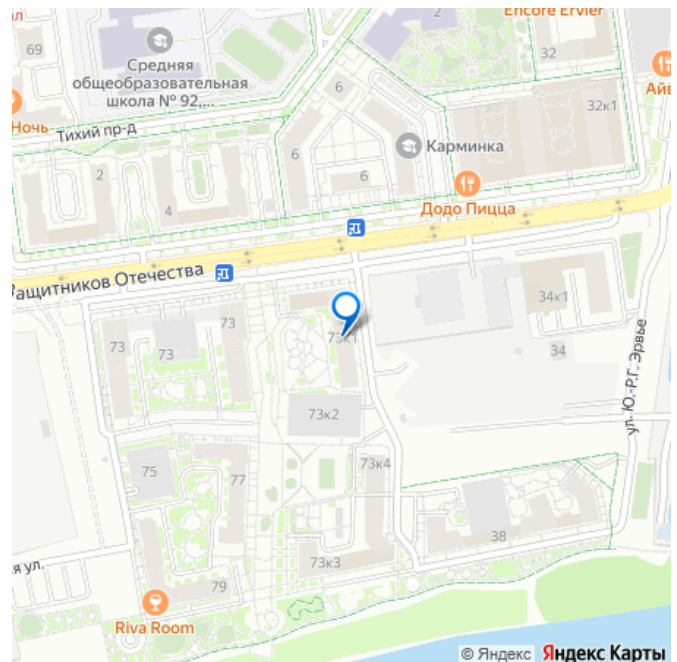 2
Encore Ervier
69
Средняя
общеобразовательная
школа № 92,...
32
Айв
Ночь
Тихий пр-д
6
32к1
6
Карминка
6
2
4
Додо Пицца
Защитников Отечества
34к1
73
73
73
73к1
34
ул. Ю.-Р.Г. Эрвье
73к2
75
77
73к4
38
73к3
я ул.
79
Riva Room
© Яндекс Яндекс Карты